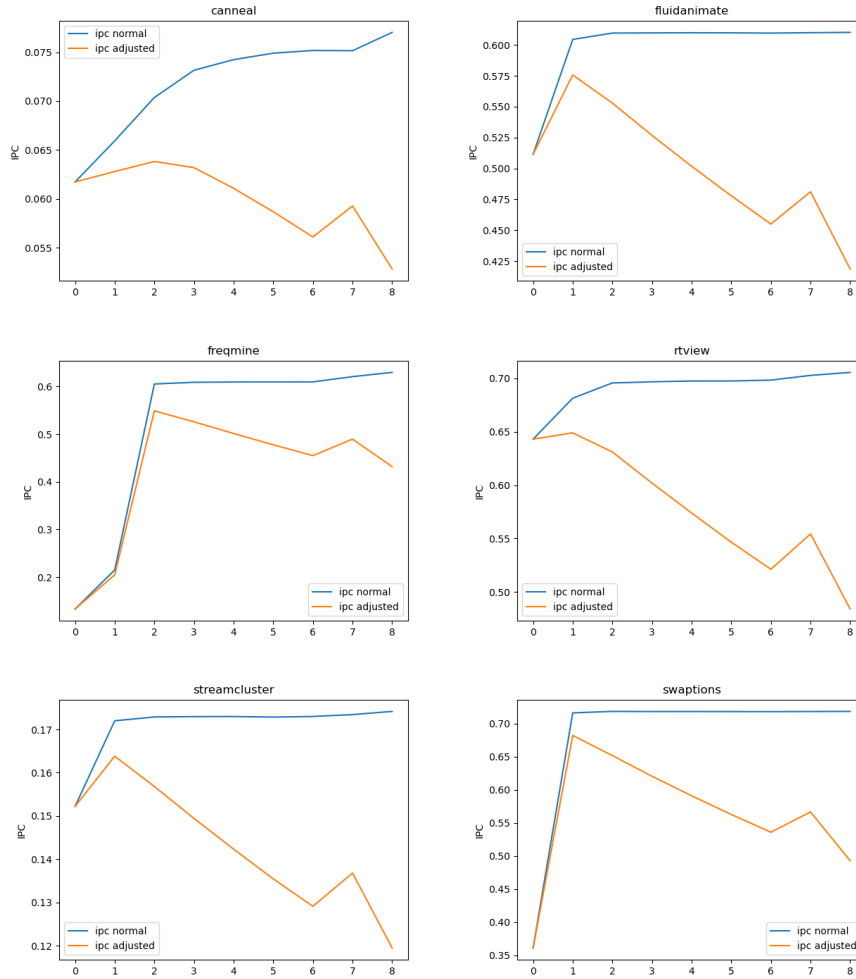 canneal
ipc normal
ipc adjusted
0.075
0.070
0.065
0.060
0.055
IPC
0 1 2 3 4 5 6 7 8
fluidanimate
0.600
0.575
0.550
0.525
0.500
0.475
0.450
0.425
IPC
ipc normal
ipc adjusted
0 1 2 3 4 5 6 7 8
freqmine
0.6
0.5
0.4
0.3
0.2
IPC
ipc normal
ipc adjusted
0 1 2 3 4 5 6 7 8
rtview
0.70
0.65
0.60
0.55
0.50
IPC
ipc normal
ipc adjusted
0 1 2 3 4 5 6 7 8
streamcluster
0.17
0.16
0.15
0.14
0.13
0.12
IPC
ipc normal
ipc adjusted
0 1 2 3 4 5 6 7 8
swaptions
0.70
0.65
0.60
0.55
0.50
0.45
0.40
0.35
IPC
ipc normal
ipc adjusted
0 1 2 3 4 5 6 7 8